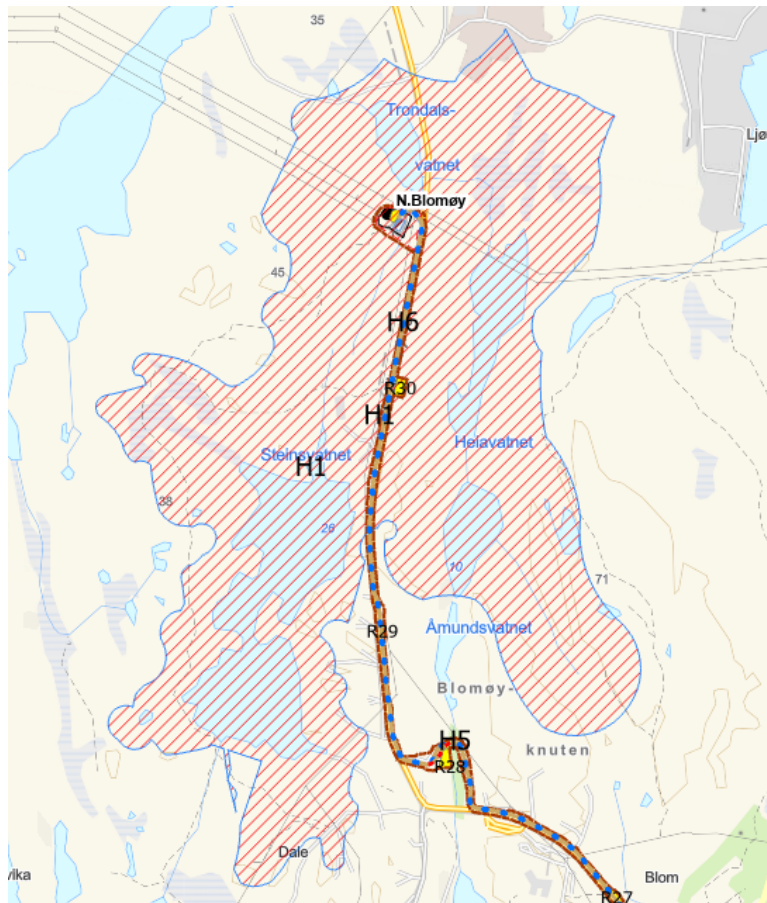 35
Trondals-
vatnet
Ljø
N.Blomøy
45
H6
R30
H1
Steinsvatnet
H1
Heiavatnet
38
26
10
71
R29
Åmundsvatnet
Blomøy-
knuten
H5
R28
Dale
vika
Blom
R27